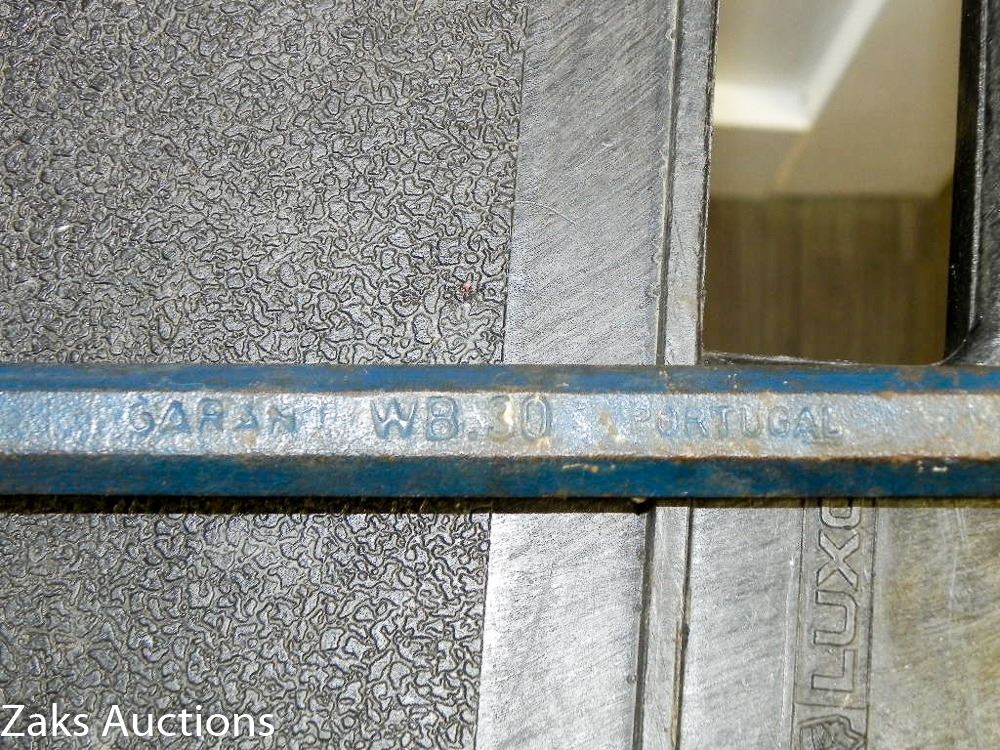 GARANT WB.30 PORTUGAL
LUXO
Zaks Auctions